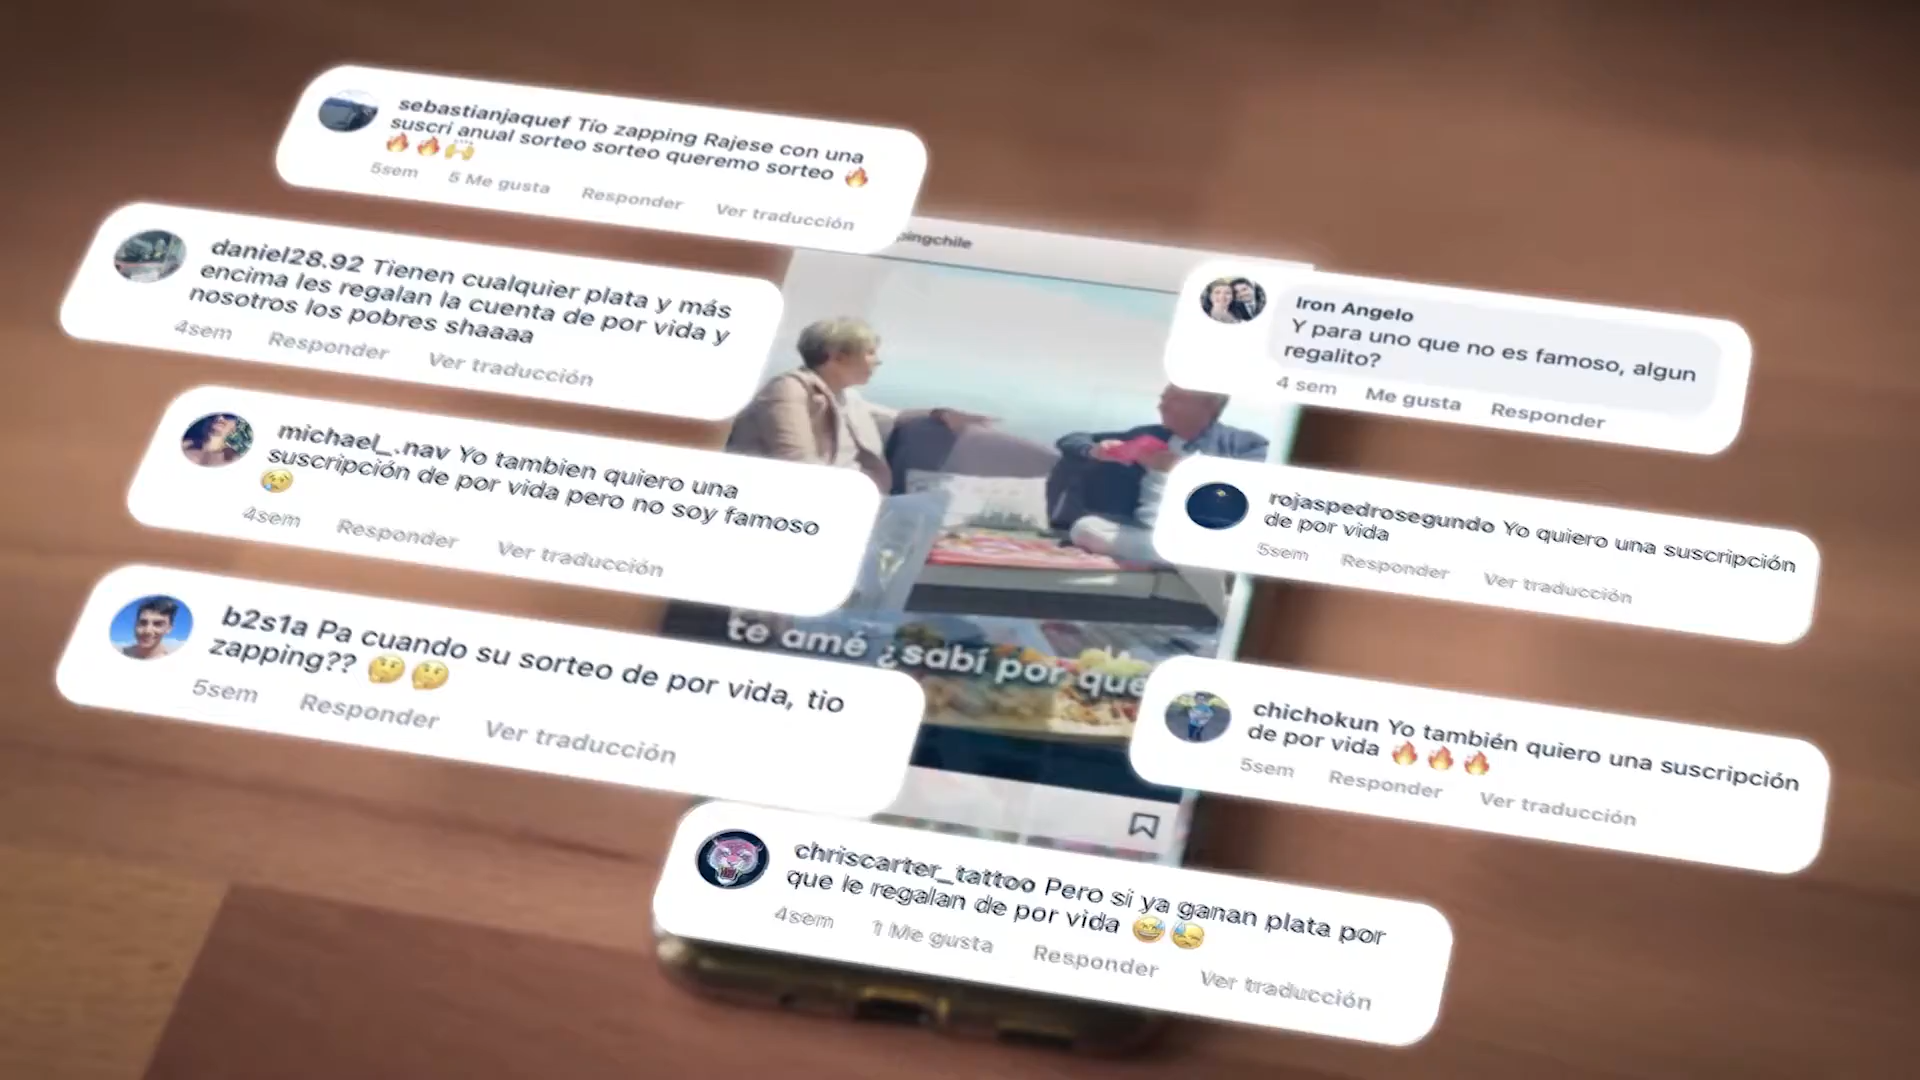 sebastianjaquef Tío zapping Rajese con una
suscri anual sorteo sorteo queremo sorteo 🔥
🔥🔥🙌
5sem 5 Me gusta Responder Ver traducción
daniel28.92 Tienen cualquier plata y más
encima les regalan la cuenta de por vida y
nosotros los pobres shaaaa
4sem Responder Ver traducción
michael_.nav Yo tambien quiero una
suscripción de por vida pero no soy famoso
😢
4sem Responder Ver traducción
b2s1a Pa cuando su sorteo de por vida, tio
zapping?? 🤔🤔
5sem Responder Ver traducción
pingchile
te amé ¿sabí por que
Iron Angelo
Y para uno que no es famoso, algun
regalito?
4 sem Me gusta Responder
rojaspedrosegundo Yo quiero una suscripción
de por vida
5sem Responder Ver traducción
chichokun Yo también quiero una suscripción
de por vida 🔥🔥🔥
5sem Responder Ver traducción
chriscarter_tattoo Pero si ya ganan plata por
que le regalan de por vida 😅😓
4sem 1 Me gusta Responder Ver traducción